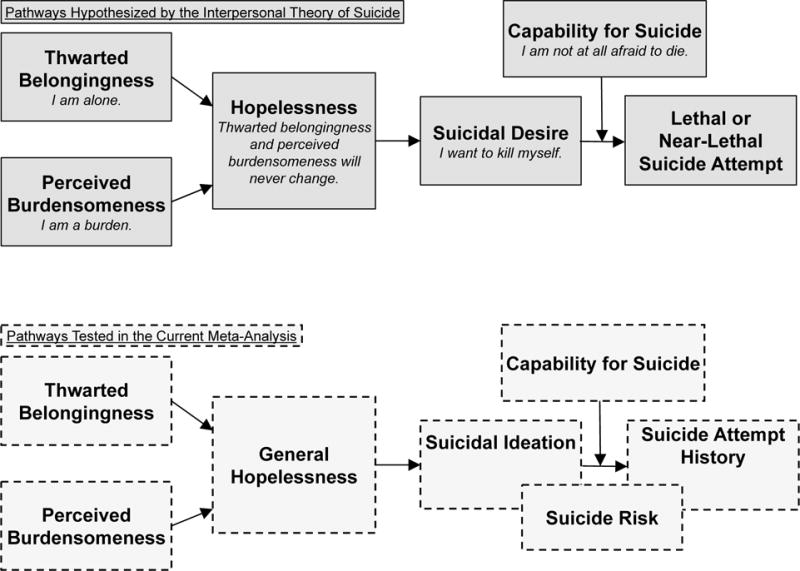 Pathways Hypothesized by the Interpersonal Theory of Suicide
Thwarted
Belongingness
I am alone.
Perceived
Burdensomeness
I am a burden.
Hopelessness
Thwarted belongingness
and perceived
burdensomeness will
never change.
Suicidal Desire
I want to kill myself.
Capability for Suicide
I am not at all afraid to die.
Lethal or
Near-Lethal
Suicide Attempt
Pathways Tested in the Current Meta-Analysis
Thwarted
Belongingness
Perceived
Burdensomeness
General
Hopelessness
Suicidal Ideation
Capability for Suicide
Suicide Attempt
History
Suicide Risk